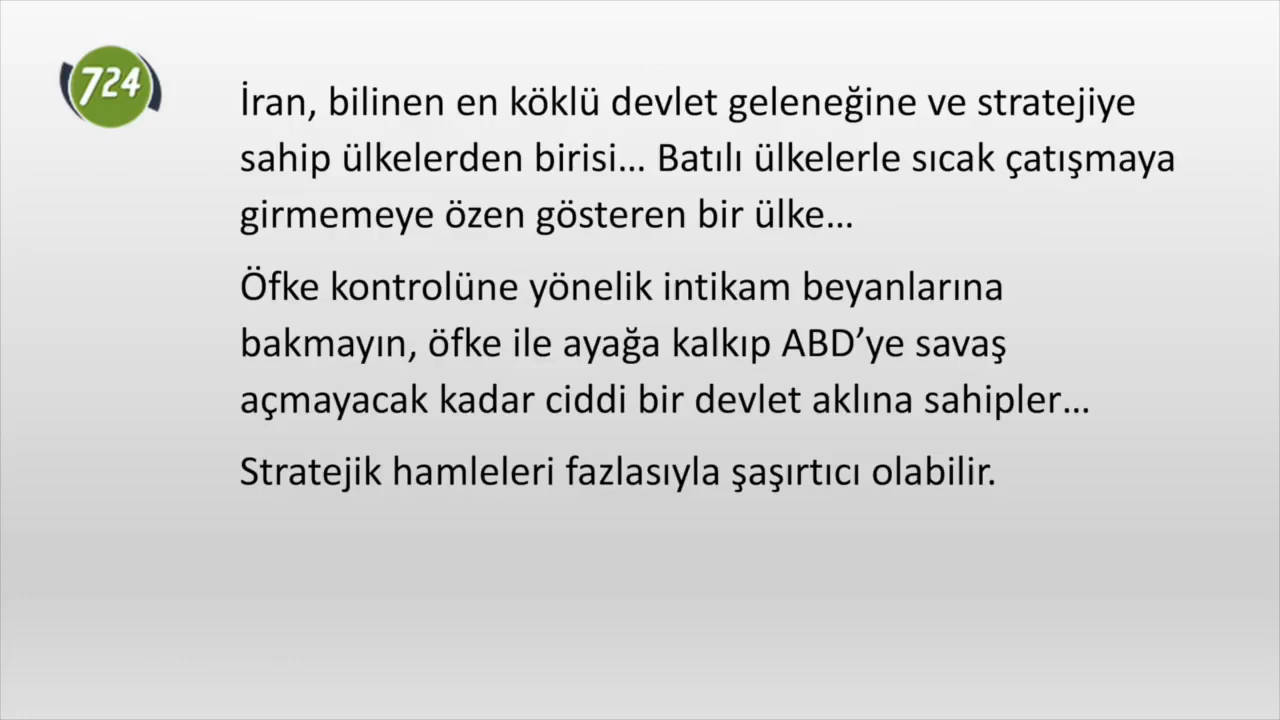 724
İran, bilinen en köklü devlet geleneğine ve stratejiye
sahip ülkelerden birisi… Batılı ülkelerle sıcak çatışmaya
girmemeye özen gösteren bir ülke…
Öfke kontrolüne yönelik intikam beyanlarına
bakmayın, öfke ile ayağa kalkıp ABD’ye savaş
açmayacak kadar ciddi bir devlet aklına sahipler…
Stratejik hamleleri fazlasıyla şaşırtıcı olabilir.